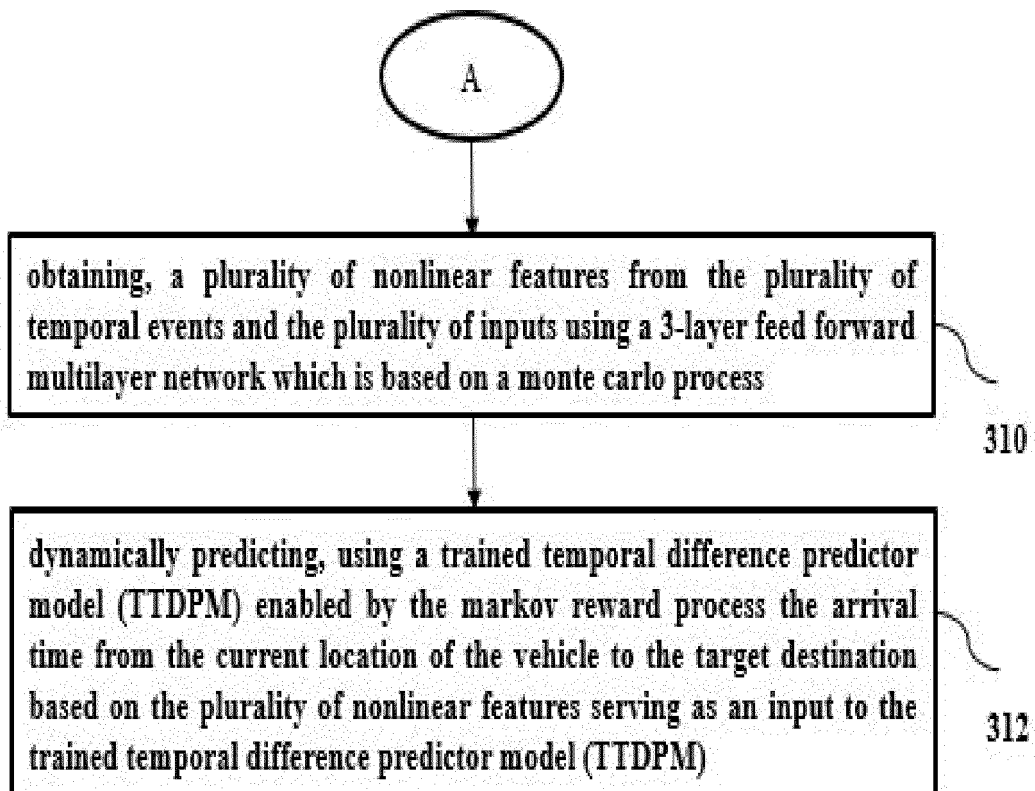 A
obtaining, a plurality of nonlinear features from the plurality of
temporal events and the plurality of inputs using a 3-layer feed forward
multilayer network which is based on a monte carlo process
310
dynamically predicting, using a trained temporal difference predictor
model (TTDPM) enabled by the markov reward process the arrival
time from the current location of the vehicle to the target destination
based on the plurality of nonlinear features serving as an input to the
trained temporal difference predictor model (TTDPM)
312